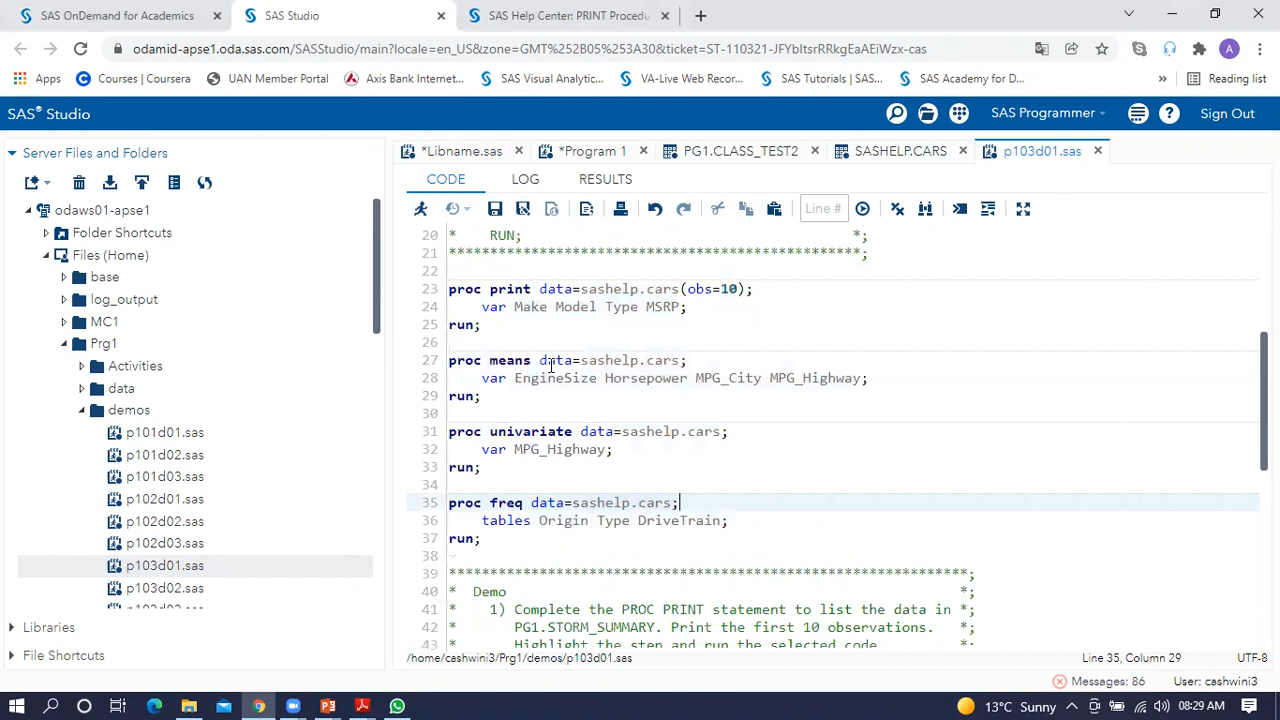 SAS OnDemand for Academics
SAS Studio
SAS Help Center: PRINT Procedu
odamid-apse1.oda.sas.com/SASStudio/main?locale=en_US&zone=GMT%252B05%253A30&ticket=ST-110321-JFYbItsrRRkgEaAEiWzx-cas
Apps
Courses | Coursera
UAN Member Portal
Axis Bank Internet...
SAS Visual Analytic...
VA-Live Web Recor...
SAS Tutorials | SAS...
SAS Academy for D...
»
Reading list
SAS® Studio
SAS Programmer
Sign Out
Server Files and Folders
*Libname.sas
*Program 1
PG1.CLASS_TEST2
SASHELP.CARS
p103d01.sas
CODE
LOG
RESULTS
Line #
odaws01-apse1
Folder Shortcuts
Files (Home)
base
log_output
MC1
Prg1
Activities
data
demos
p101d01.sas
p101d02.sas
p101d03.sas
p102d01.sas
p102d02.sas
p102d03.sas
p103d01.sas
p103d02.sas
Libraries
File Shortcuts
20 * RUN; *;
21 **************************************************;
22
23 proc print data=sashelp.cars(obs=10);
24 var Make Model Type MSRP;
25 run;
26
27 proc means data=sashelp.cars;
28 var EngineSize Horsepower MPG_City MPG_Highway;
29 run;
30
31 proc univariate data=sashelp.cars;
32 var MPG_Highway;
33 run;
34
35 proc freq data=sashelp.cars;
36 tables Origin Type DriveTrain;
37 run;
38
39 ***************************************************************;
40 * Demo *;
41 * 1) Complete the PROC PRINT statement to list the data in *;
42 * PG1.STORM_SUMMARY. Print the first 10 observations. *;
43 * Highlight the step and run the selected code
/home/cashwini3/Prg1/demos/p103d01.sas
Line 35, Column 29
UTF-8
Messages: 86
User: cashwini3
13°C Sunny
08:29 AM